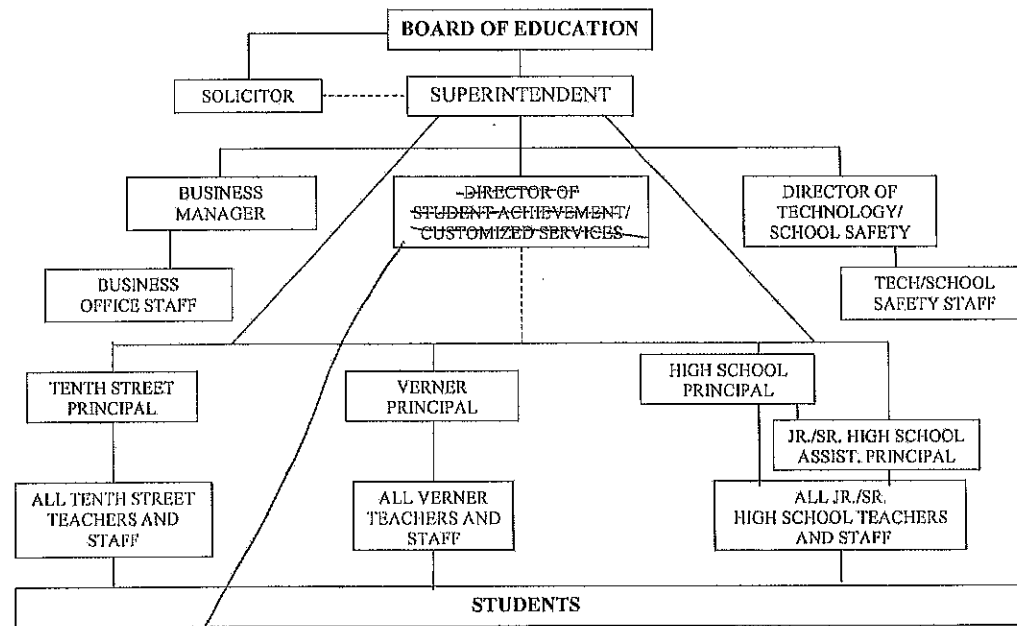 BOARD OF EDUCATION
SOLICITOR
SUPERINTENDENT
BUSINESS
MANAGER
DIRECTOR OF
STUDENT ACHIEVEMENT/
CUSTOMIZED SERVICES
DIRECTOR OF
TECHNOLOGY/
SCHOOL SAFETY
BUSINESS
OFFICE STAFF
TECH/SCHOOL
SAFETY STAFF
TENTH STREET
PRINCIPAL
VERNER
PRINCIPAL
HIGH SCHOOL
PRINCIPAL
JR./SR. HIGH SCHOOL
ASSIST. PRINCIPAL
ALL TENTH STREET
TEACHERS AND
STAFF
ALL VERNER
TEACHERS AND
STAFF
ALL JR./SR.
HIGH SCHOOL TEACHERS
AND STAFF
STUDENTS